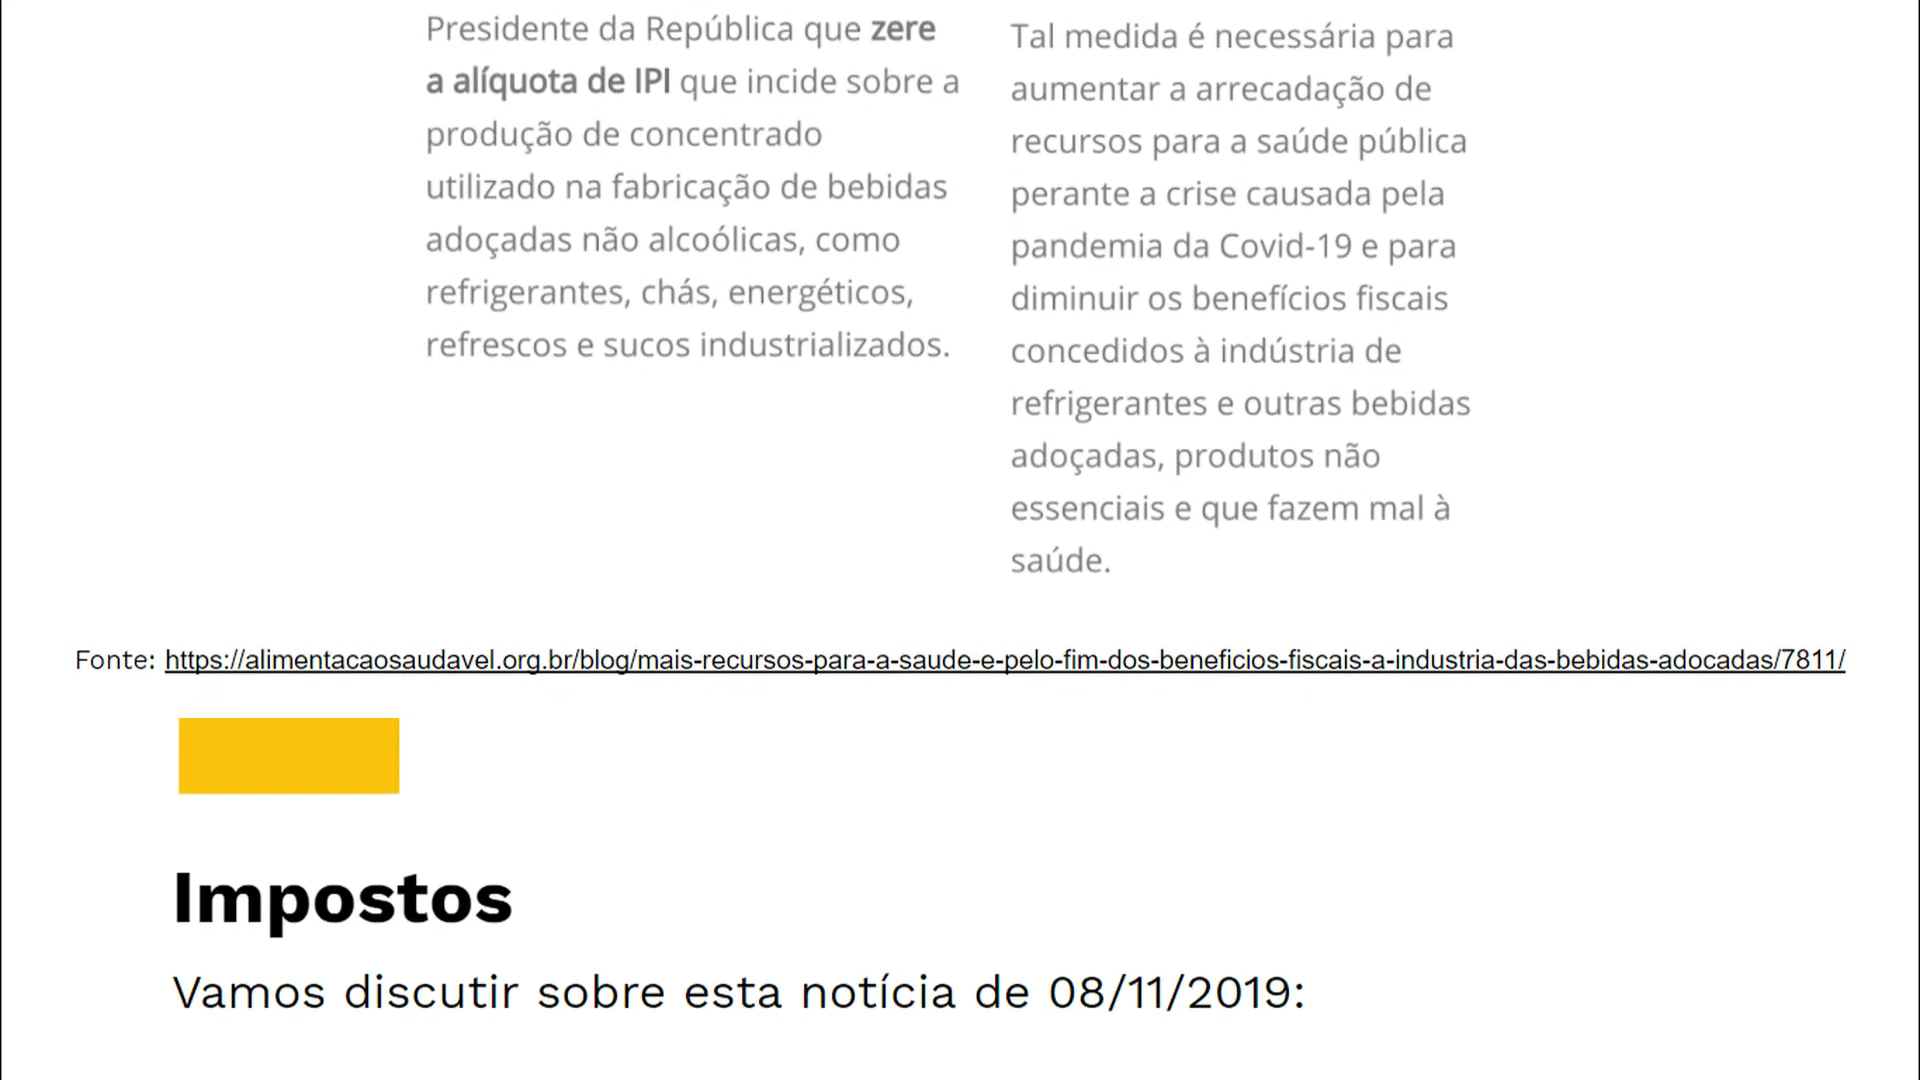 Presidente da República que zere
a alíquota de IPI que incide sobre a
produção de concentrado
utilizado na fabricação de bebidas
adoçadas não alcoólicas, como
refrigerantes, chás, energéticos,
refrescos e sucos industrializados.
Tal medida é necessária para
aumentar a arrecadação de
recursos para a saúde pública
perante a crise causada pela
pandemia da Covid-19 e para
diminuir os benefícios fiscais
concedidos à indústria de
refrigerantes e outras bebidas
adoçadas, produtos não
essenciais e que fazem mal à
saúde.
Fonte: https://alimentacaosaudavel.org.br/blog/mais-recursos-para-a-saude-e-pelo-fim-dos-beneficios-fiscais-a-industria-das-bebidas-adocadas/7811/
Impostos
Vamos discutir sobre esta notícia de 08/11/2019: